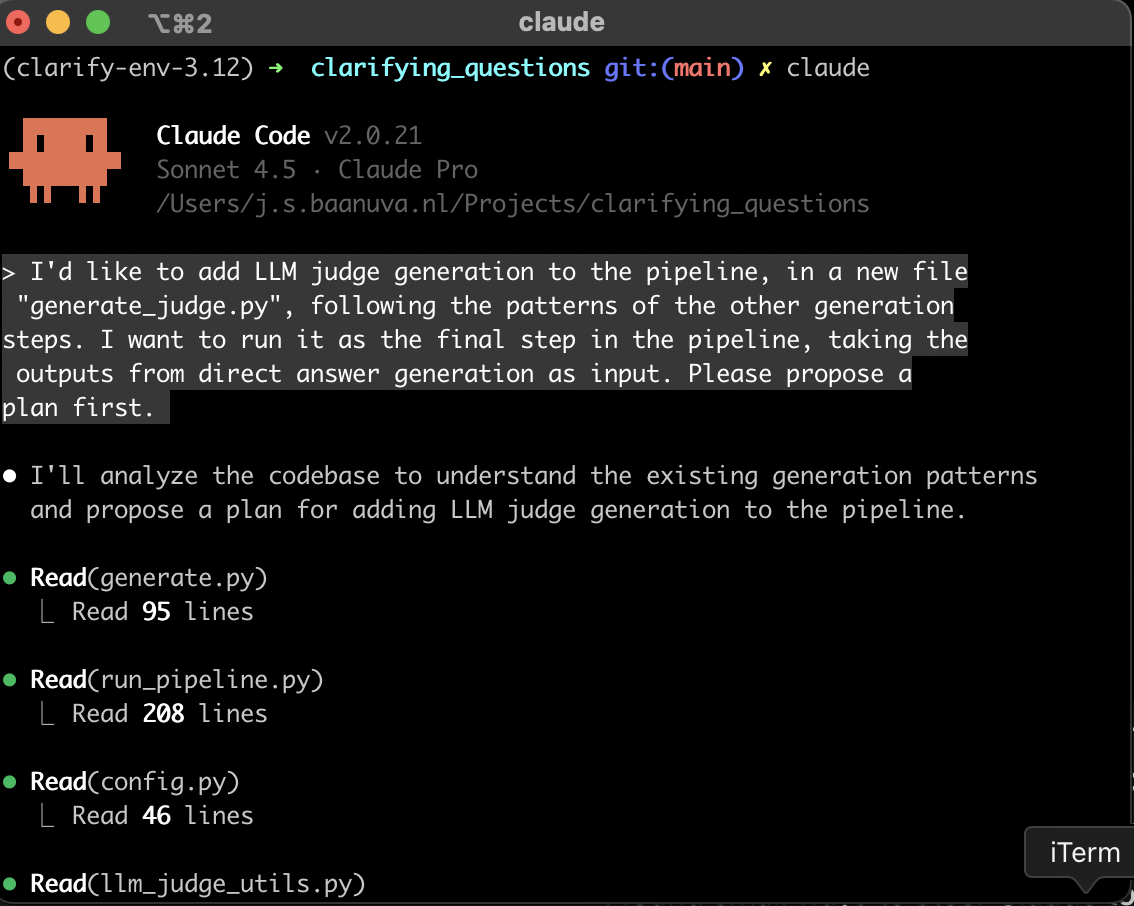 ⌥⌘2 claude
(clarify-env-3.12) ➜ clarifying_questions git:(main) ✗ claude
Claude Code v2.0.21
Sonnet 4.5 · Claude Pro
/Users/j.s.baanuva.nl/Projects/clarifying_questions
> I'd like to add LLM judge generation to the pipeline, in a new file
"generate_judge.py", following the patterns of the other generation
steps. I want to run it as the final step in the pipeline, taking the
outputs from direct answer generation as input. Please propose a
plan first.
● I'll analyze the codebase to understand the existing generation patterns
and propose a plan for adding LLM judge generation to the pipeline.
● Read(generate.py)
⎿ Read 95 lines
● Read(run_pipeline.py)
⎿ Read 208 lines
● Read(config.py)
⎿ Read 46 lines
● Read(llm_judge_utils.py)
iTerm